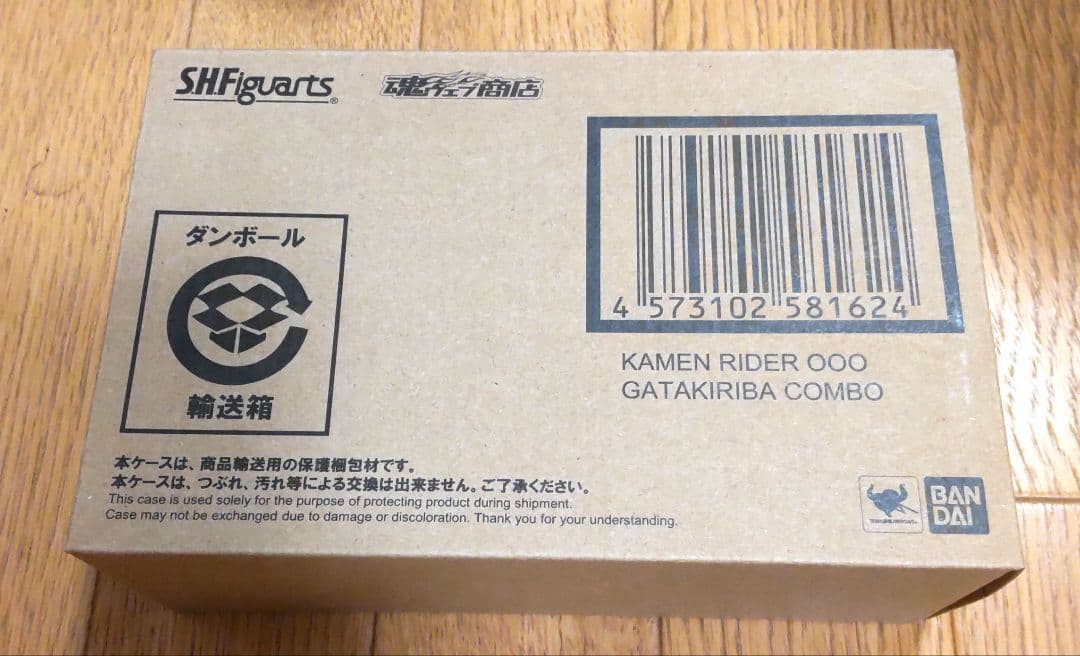 S.H.Figuarts®
魂ウェブ商店
ダンボール
輸送箱
4 573102 581624
KAMEN RIDER OOO
GATAKIRIBA COMBO
本ケースは、商品輸送用の保護梱包材です。
本ケースは、つぶれ、汚れ等による交換は出来ません。ご了承ください。
This case is used solely for the purpose of protecting product during shipment.
Case may not be exchanged due to damage or discoloration. Thank you for your understanding.
BAN
DAI